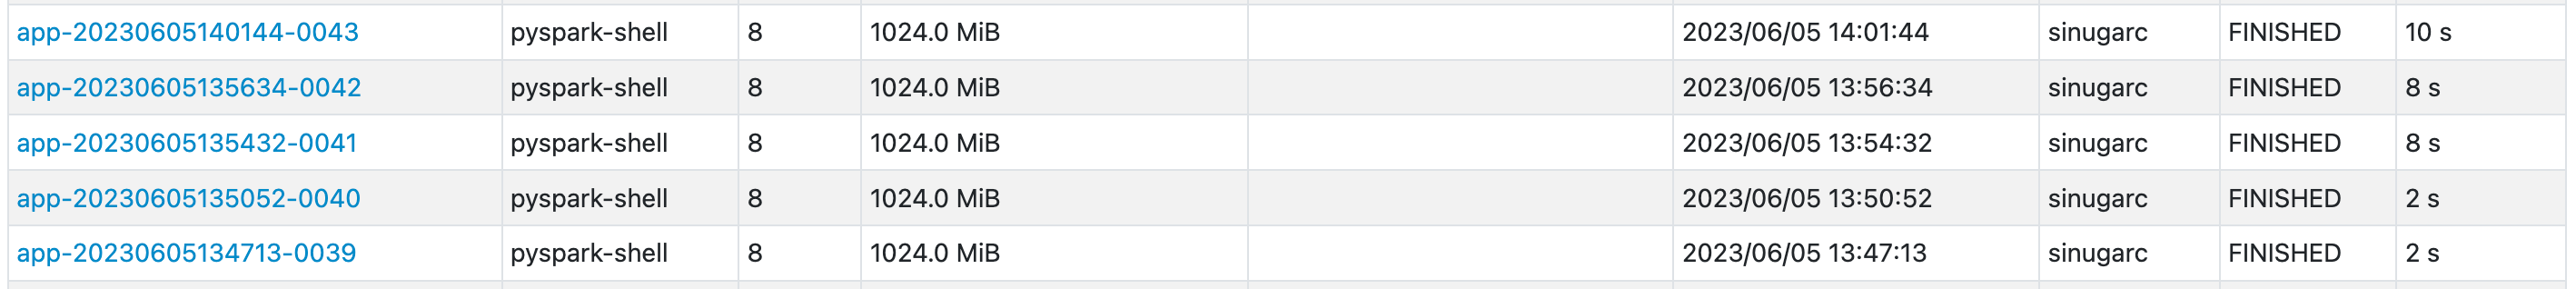 app-20230605140144-0043 pyspark-shell 8 1024.0 MiB 2023/06/05 14:01:44 sinugarc FINISHED 10 s
app-20230605135634-0042 pyspark-shell 8 1024.0 MiB 2023/06/05 13:56:34 sinugarc FINISHED 8 s
app-20230605135432-0041 pyspark-shell 8 1024.0 MiB 2023/06/05 13:54:32 sinugarc FINISHED 8 s
app-20230605135052-0040 pyspark-shell 8 1024.0 MiB 2023/06/05 13:50:52 sinugarc FINISHED 2 s
app-20230605134713-0039 pyspark-shell 8 1024.0 MiB 2023/06/05 13:47:13 sinugarc FINISHED 2 s